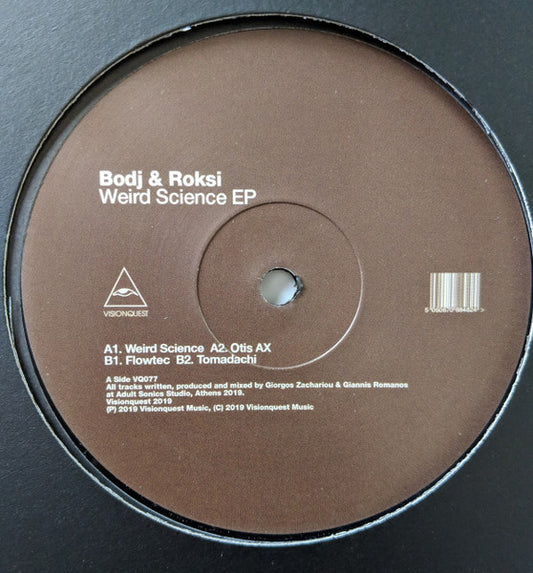 Bodj & Roksi
Weird Science EP
VISIONQUEST
A1. Weird Science A2. Otis AX
B1. Flowtec B2. Tomadachi
A Side VQ077
All tracks written, produced and mixed by Giorgos Zachariou & Giannis Romanos
at Adult Sonics Studio, Athens 2019.
Visionquest 2019
(P) 2019 Visionquest Music, (C) 2019 Visionquest Music